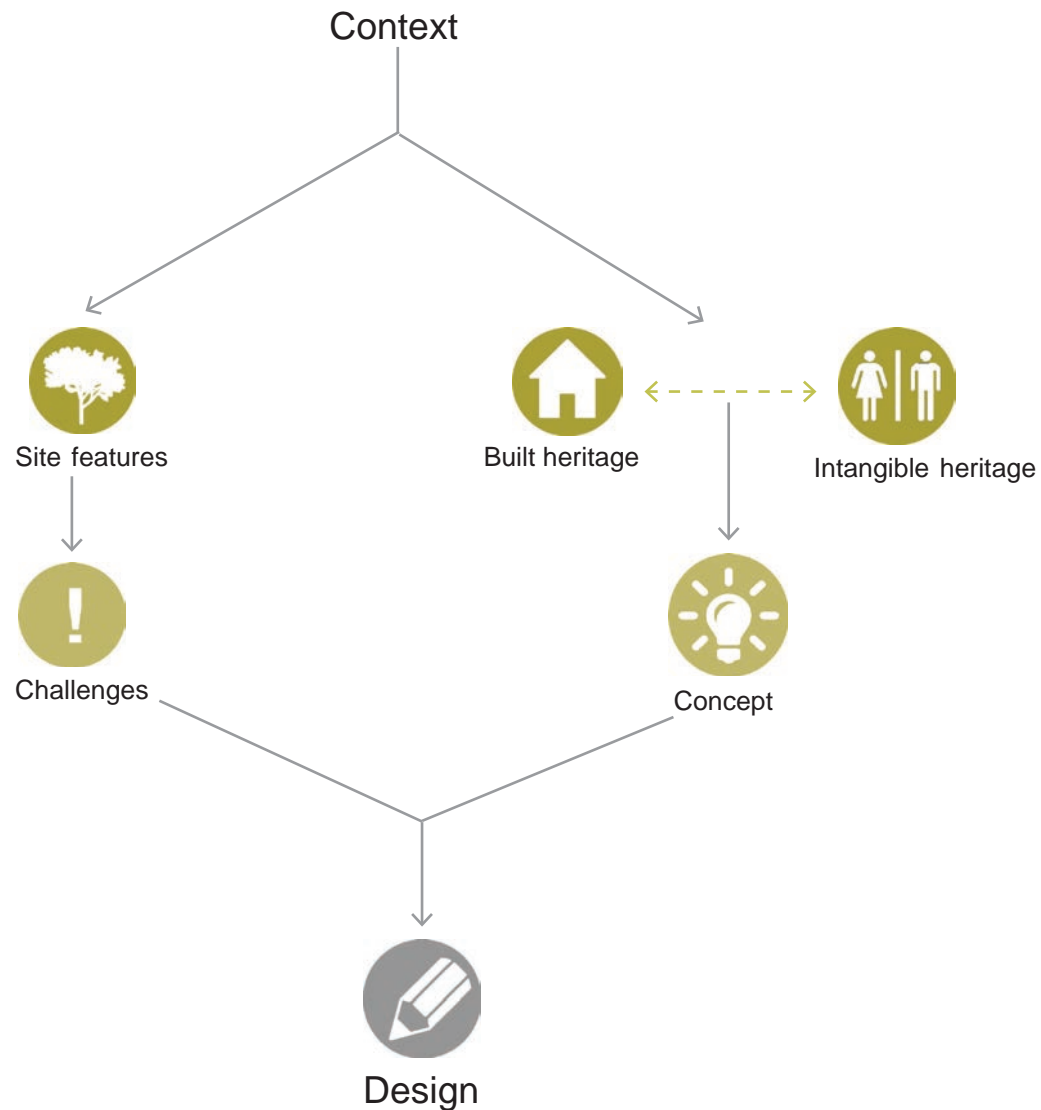 Context
Site features
Built heritage
Intangible heritage
Challenges
Concept
Design